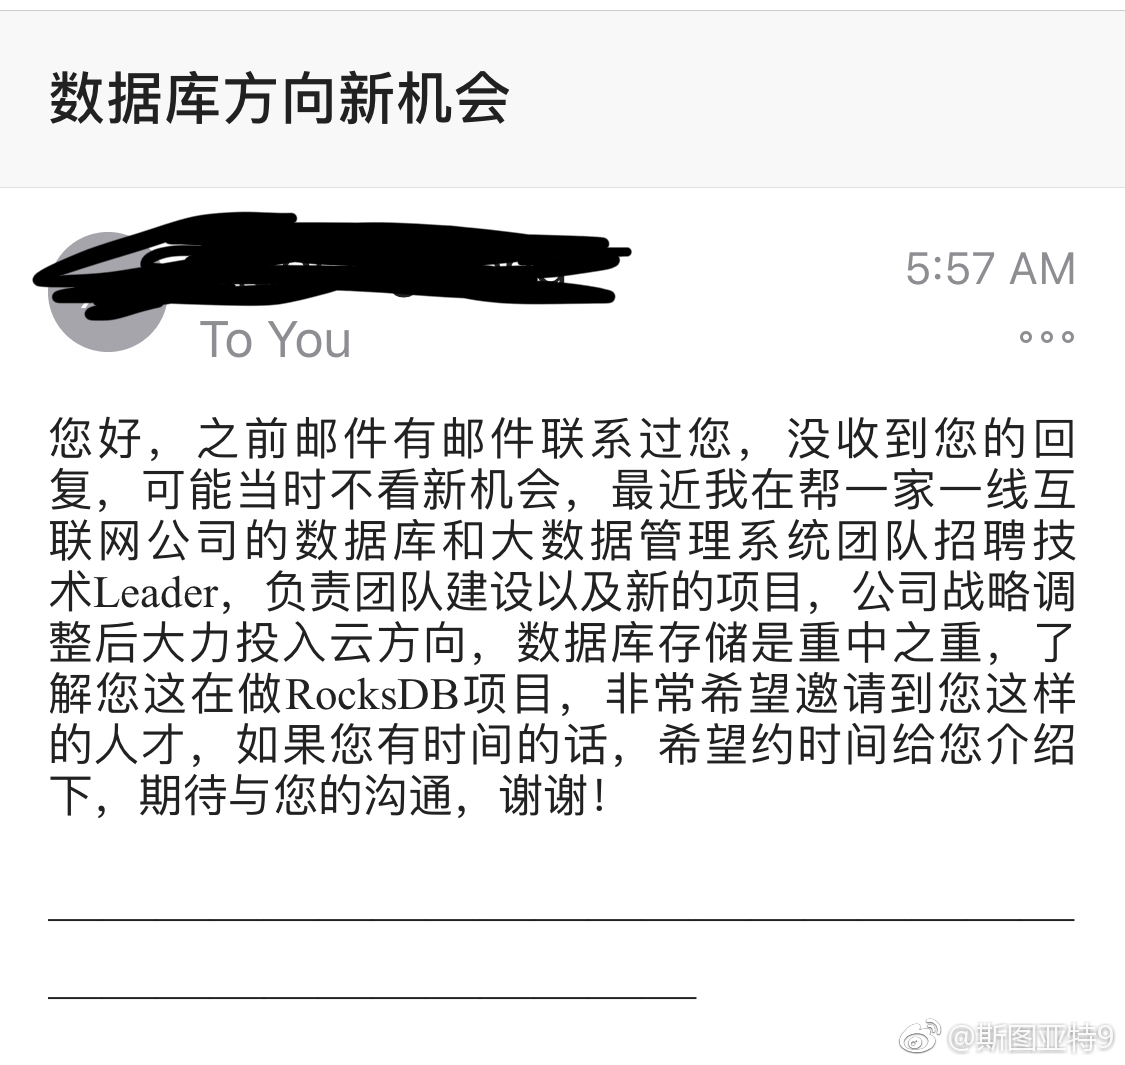 数据库方向新机会
5:57 AM
To You
您好，之前邮件有邮件联系过您，没收到您的回
复，可能当时不看新机会，最近我在帮一家一线互
联网公司的数据库和大数据管理系统团队招聘技
术Leader，负责团队建设以及新的项目，公司战略调
整后大力投入云方向，数据库存储是重中之重，了
解您这在做RocksDB项目，非常希望邀请到您这样
的人才，如果您有时间的话，希望约时间给您介绍
下，期待与您的沟通，谢谢！
@斯图亚特9